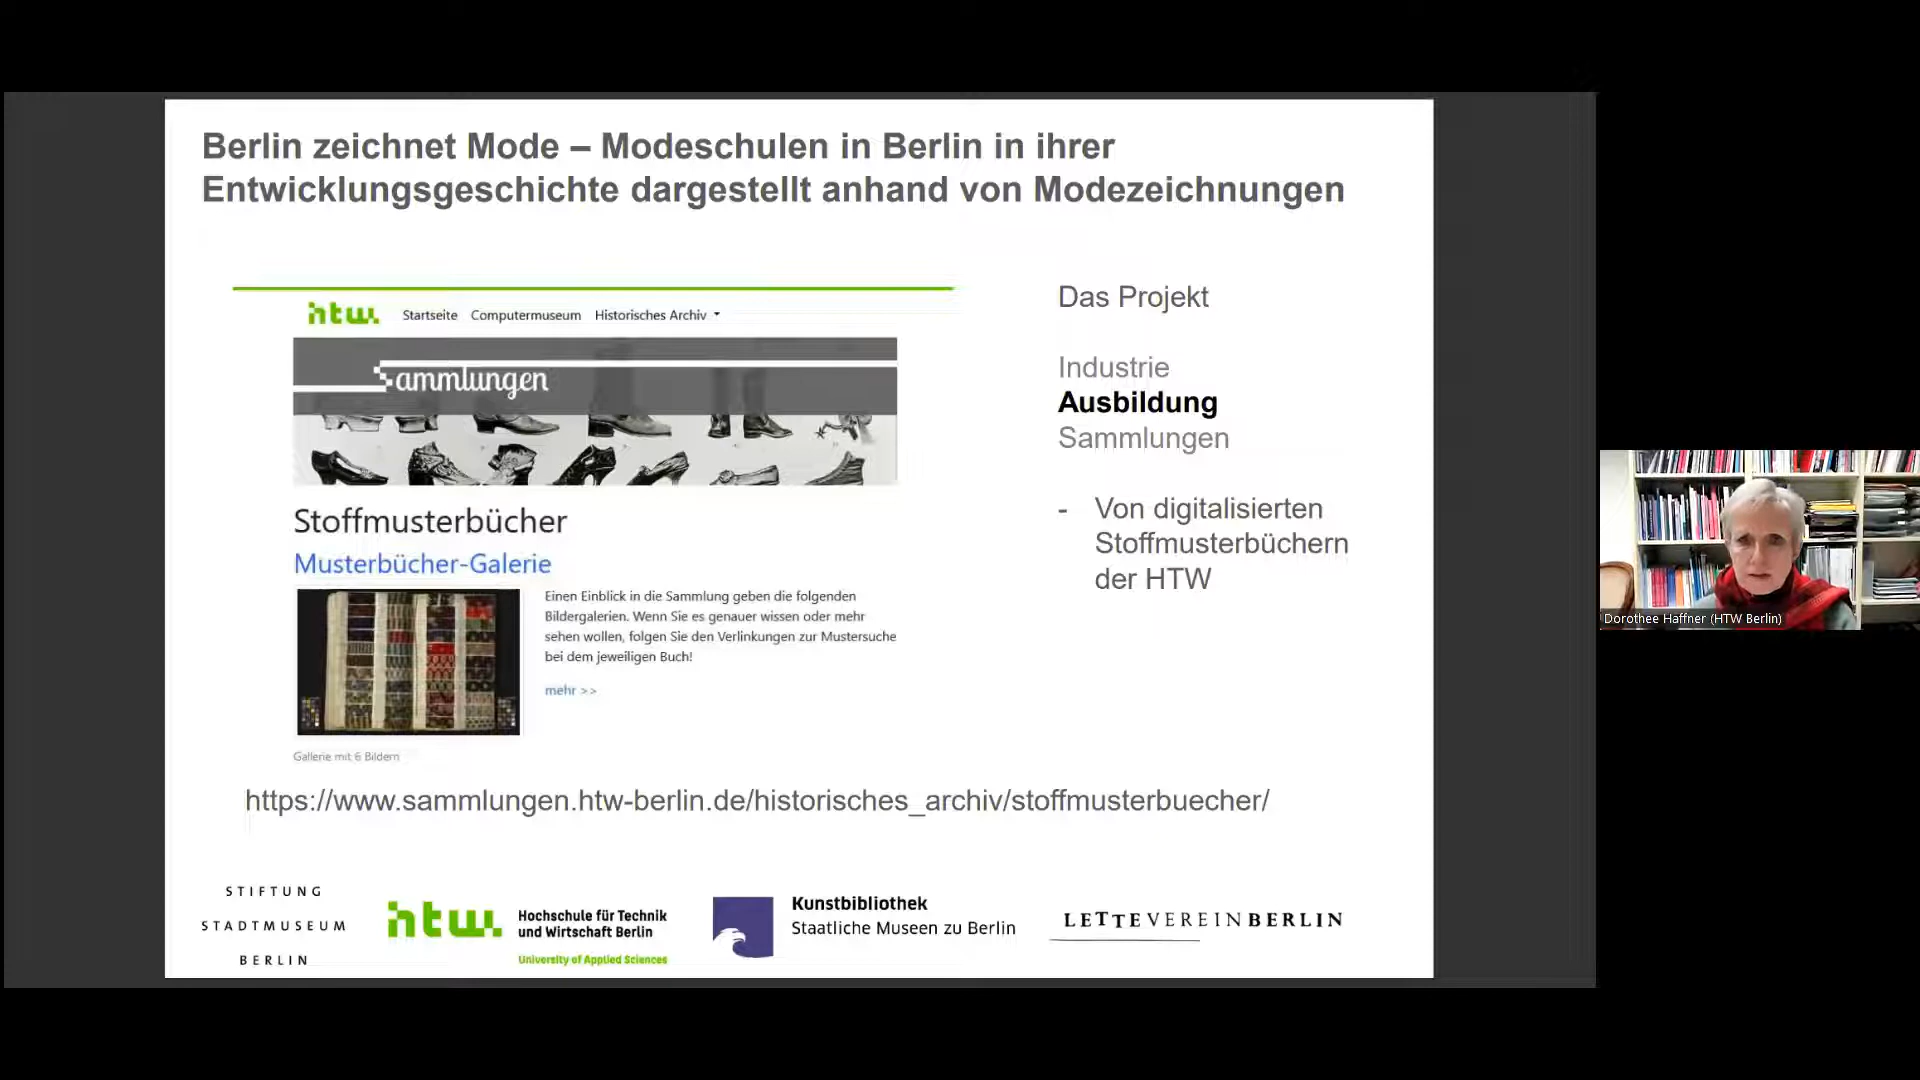 Berlin zeichnet Mode – Modeschulen in Berlin in ihrer
Entwicklungsgeschichte dargestellt anhand von Modezeichnungen
htw.
Startseite Computermuseum Historisches Archiv
Sammlungen
Stoffmusterbücher
Musterbücher-Galerie
Einen Einblick in die Sammlung geben die folgenden
Bildergalerien. Wenn Sie es genauer wissen oder mehr
sehen wollen, folgen Sie den Verlinkungen zur Mustersuche
bei dem jeweiligen Buch!
mehr >>
Gallerie mit 6 Bildern
Das Projekt
Industrie
Ausbildung
Sammlungen
- Von digitalisierten
Stoffmusterbüchern
der HTW
https://www.sammlungen.htw-berlin.de/historisches_archiv/stoffmusterbuecher/
STIFTUNG
STADTMUSEUM
BERLIN
htw.
Hochschule für Technik
und Wirtschaft Berlin
University of Applied Sciences
Kunstbibliothek
Staatliche Museen zu Berlin
LETTEVEREINBERLIN
Dorothee Haffner (HTW Berlin)